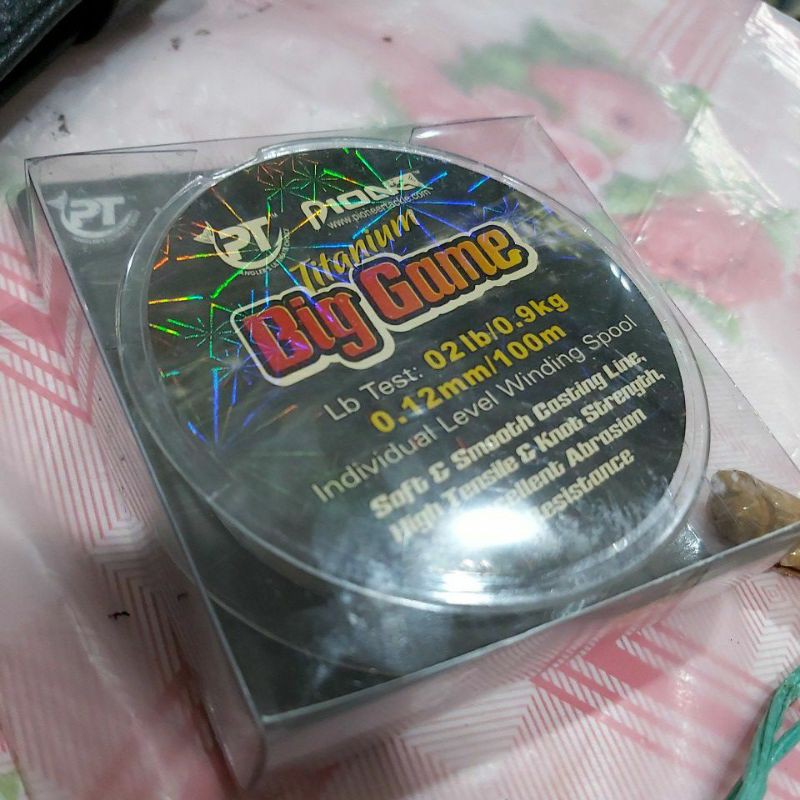 PT
PT
PIONEER
www.pioneertackle.com
Titanium
Big Game
Lb Test: 02lb/0.9kg
0.12mm/100m
Individual Level Winding Spool
Soft & Smooth Casting Line,
High Tensile & Knot Strength,
Excellent Abrasion
Resistance